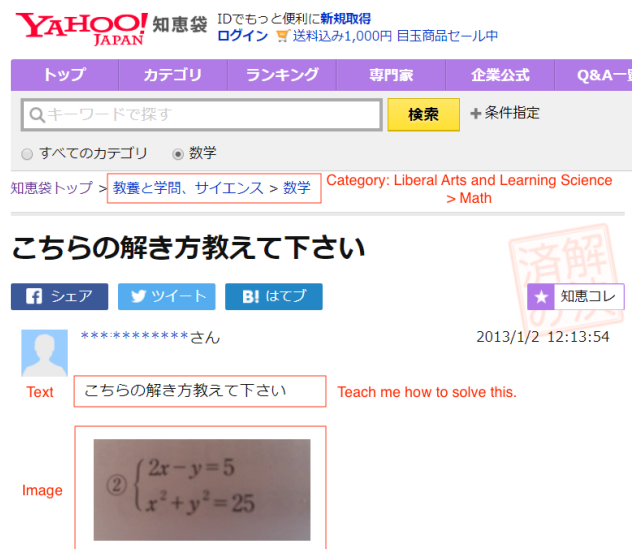 YAHOO! JAPAN 知恵袋
IDでもっと便利に新規取得
ログイン 送料込み1,000円 目玉商品セール中
トップ カテゴリ ランキング 専門家 企業公式 Q&A一覧
キーワードで探す 検索 +条件指定
すべてのカテゴリ 数学
知恵袋トップ > 教養と学問、サイエンス > 数学
Category: Liberal Arts and Learning Science
> Math
こちらの解き方教えて下さい
解決済み
シェア ツイート B! はてブ 知恵コレ
***********さん 2013/1/2 12:13:54
Text こちらの解き方教えて下さい Teach me how to solve this.
Image
② { 2x-y=5
x²+y²=25